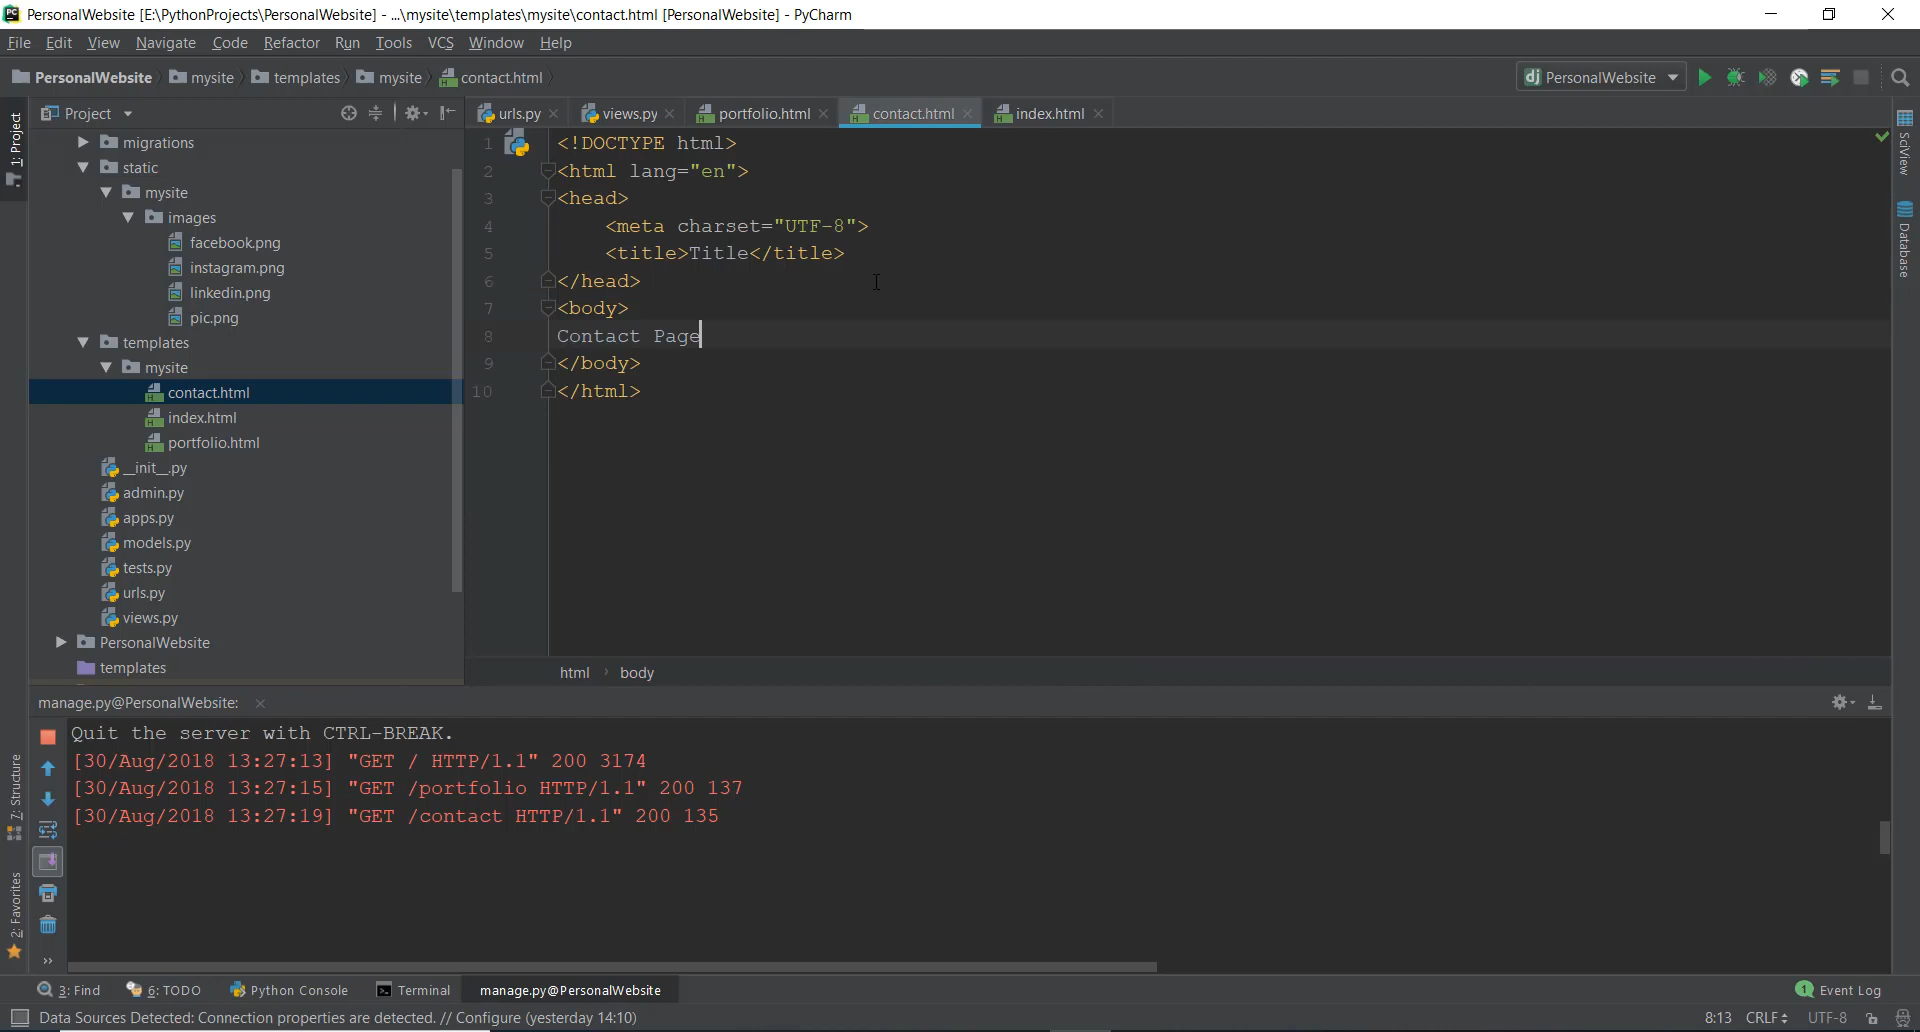 PC PersonalWebsite [E:\PythonProjects\PersonalWebsite] - ...\mysite\templates\mysite\contact.html [PersonalWebsite] - PyCharm
File Edit View Navigate Code Refactor Run Tools VCS Window Help
PersonalWebsite mysite templates mysite contact.html
dj PersonalWebsite
1: Project
Project
urls.py views.py portfolio.html contact.html index.html
migrations
static
mysite
images
facebook.png
instagram.png
linkedin.png
pic.png
templates
mysite
contact.html
index.html
portfolio.html
__init__.py
admin.py
apps.py
models.py
tests.py
urls.py
views.py
PersonalWebsite
templates
1 <!DOCTYPE html>
2 <html lang="en">
3 <head>
4 <meta charset="UTF-8">
5 <title>Title</title>
6 </head>
7 <body>
8 Contact Page
9 </body>
10 </html>
html › body
SciView
Database
manage.py@PersonalWebsite:
Quit the server with CTRL-BREAK.
[30/Aug/2018 13:27:13] "GET / HTTP/1.1" 200 3174
[30/Aug/2018 13:27:15] "GET /portfolio HTTP/1.1" 200 137
[30/Aug/2018 13:27:19] "GET /contact HTTP/1.1" 200 135
7: Structure
2: Favorites
3: Find 6: TODO Python Console Terminal manage.py@PersonalWebsite 1 Event Log
Data Sources Detected: Connection properties are detected. // Configure (yesterday 14:10) 8:13 CRLF UTF-8